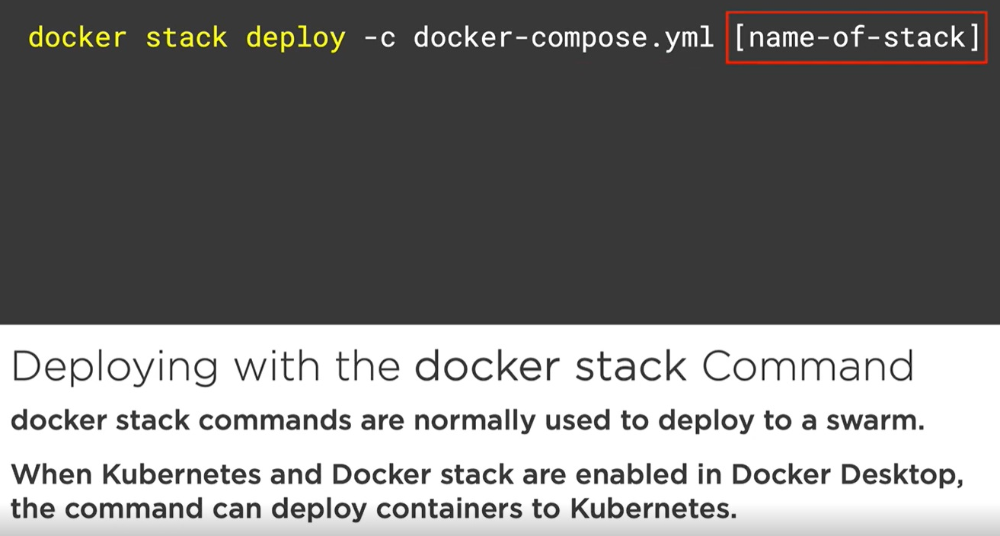 docker stack deploy -c docker-compose.yml [name-of-stack]
Deploying with the docker stack Command
docker stack commands are normally used to deploy to a swarm.
When Kubernetes and Docker stack are enabled in Docker Desktop,
the command can deploy containers to Kubernetes.